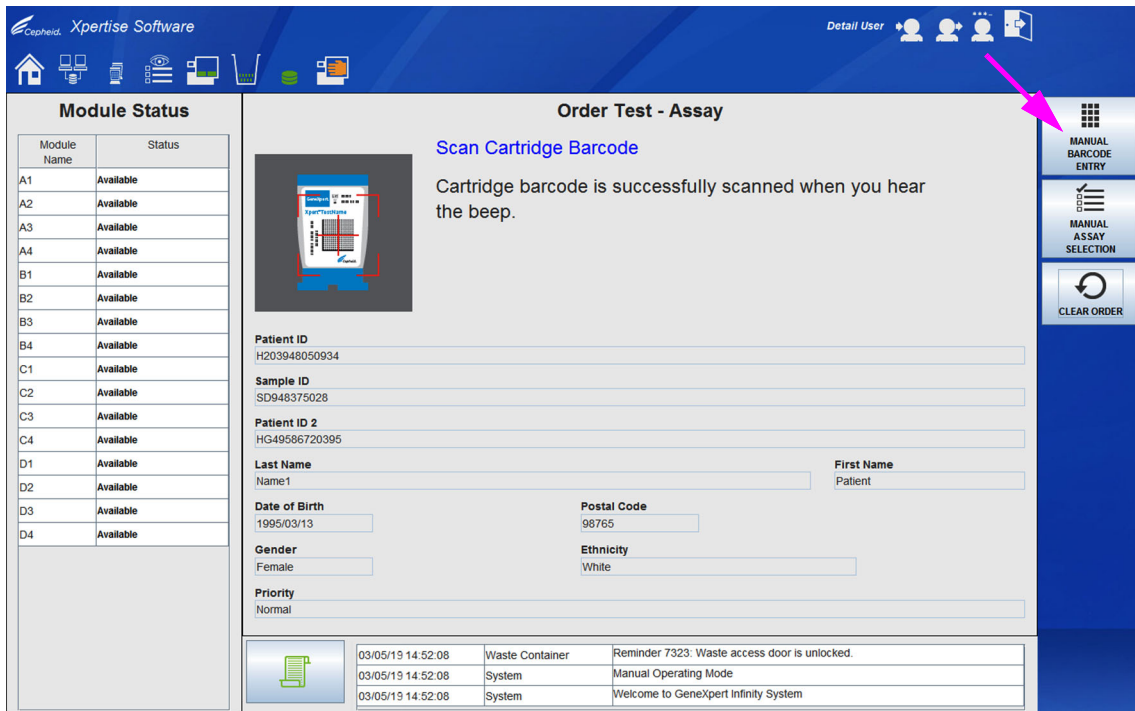 Cepheid. Xpertise Software
Detail User
Module Status
Module Name
Status
A1 Available
A2 Available
A3 Available
A4 Available
B1 Available
B2 Available
B3 Available
B4 Available
C1 Available
C2 Available
C3 Available
C4 Available
D1 Available
D2 Available
D3 Available
D4 Available
Order Test - Assay
Scan Cartridge Barcode
Cartridge barcode is successfully scanned when you hear
the beep.
GeneXpert
Xpert TestName
Cepheid
Patient ID
H203948050934
Sample ID
SD948375028
Patient ID 2
HG49586720395
Last Name First Name
Name1 Patient
Date of Birth Postal Code
1995/03/13 98765
Gender Ethnicity
Female White
Priority
Normal
03/05/19 14:52:08 Waste Container Reminder 7323: Waste access door is unlocked.
03/05/19 14:52:08 System Manual Operating Mode
03/05/19 14:52:08 System Welcome to GeneXpert Infinity System
MANUAL
BARCODE
ENTRY
MANUAL
ASSAY
SELECTION
CLEAR ORDER